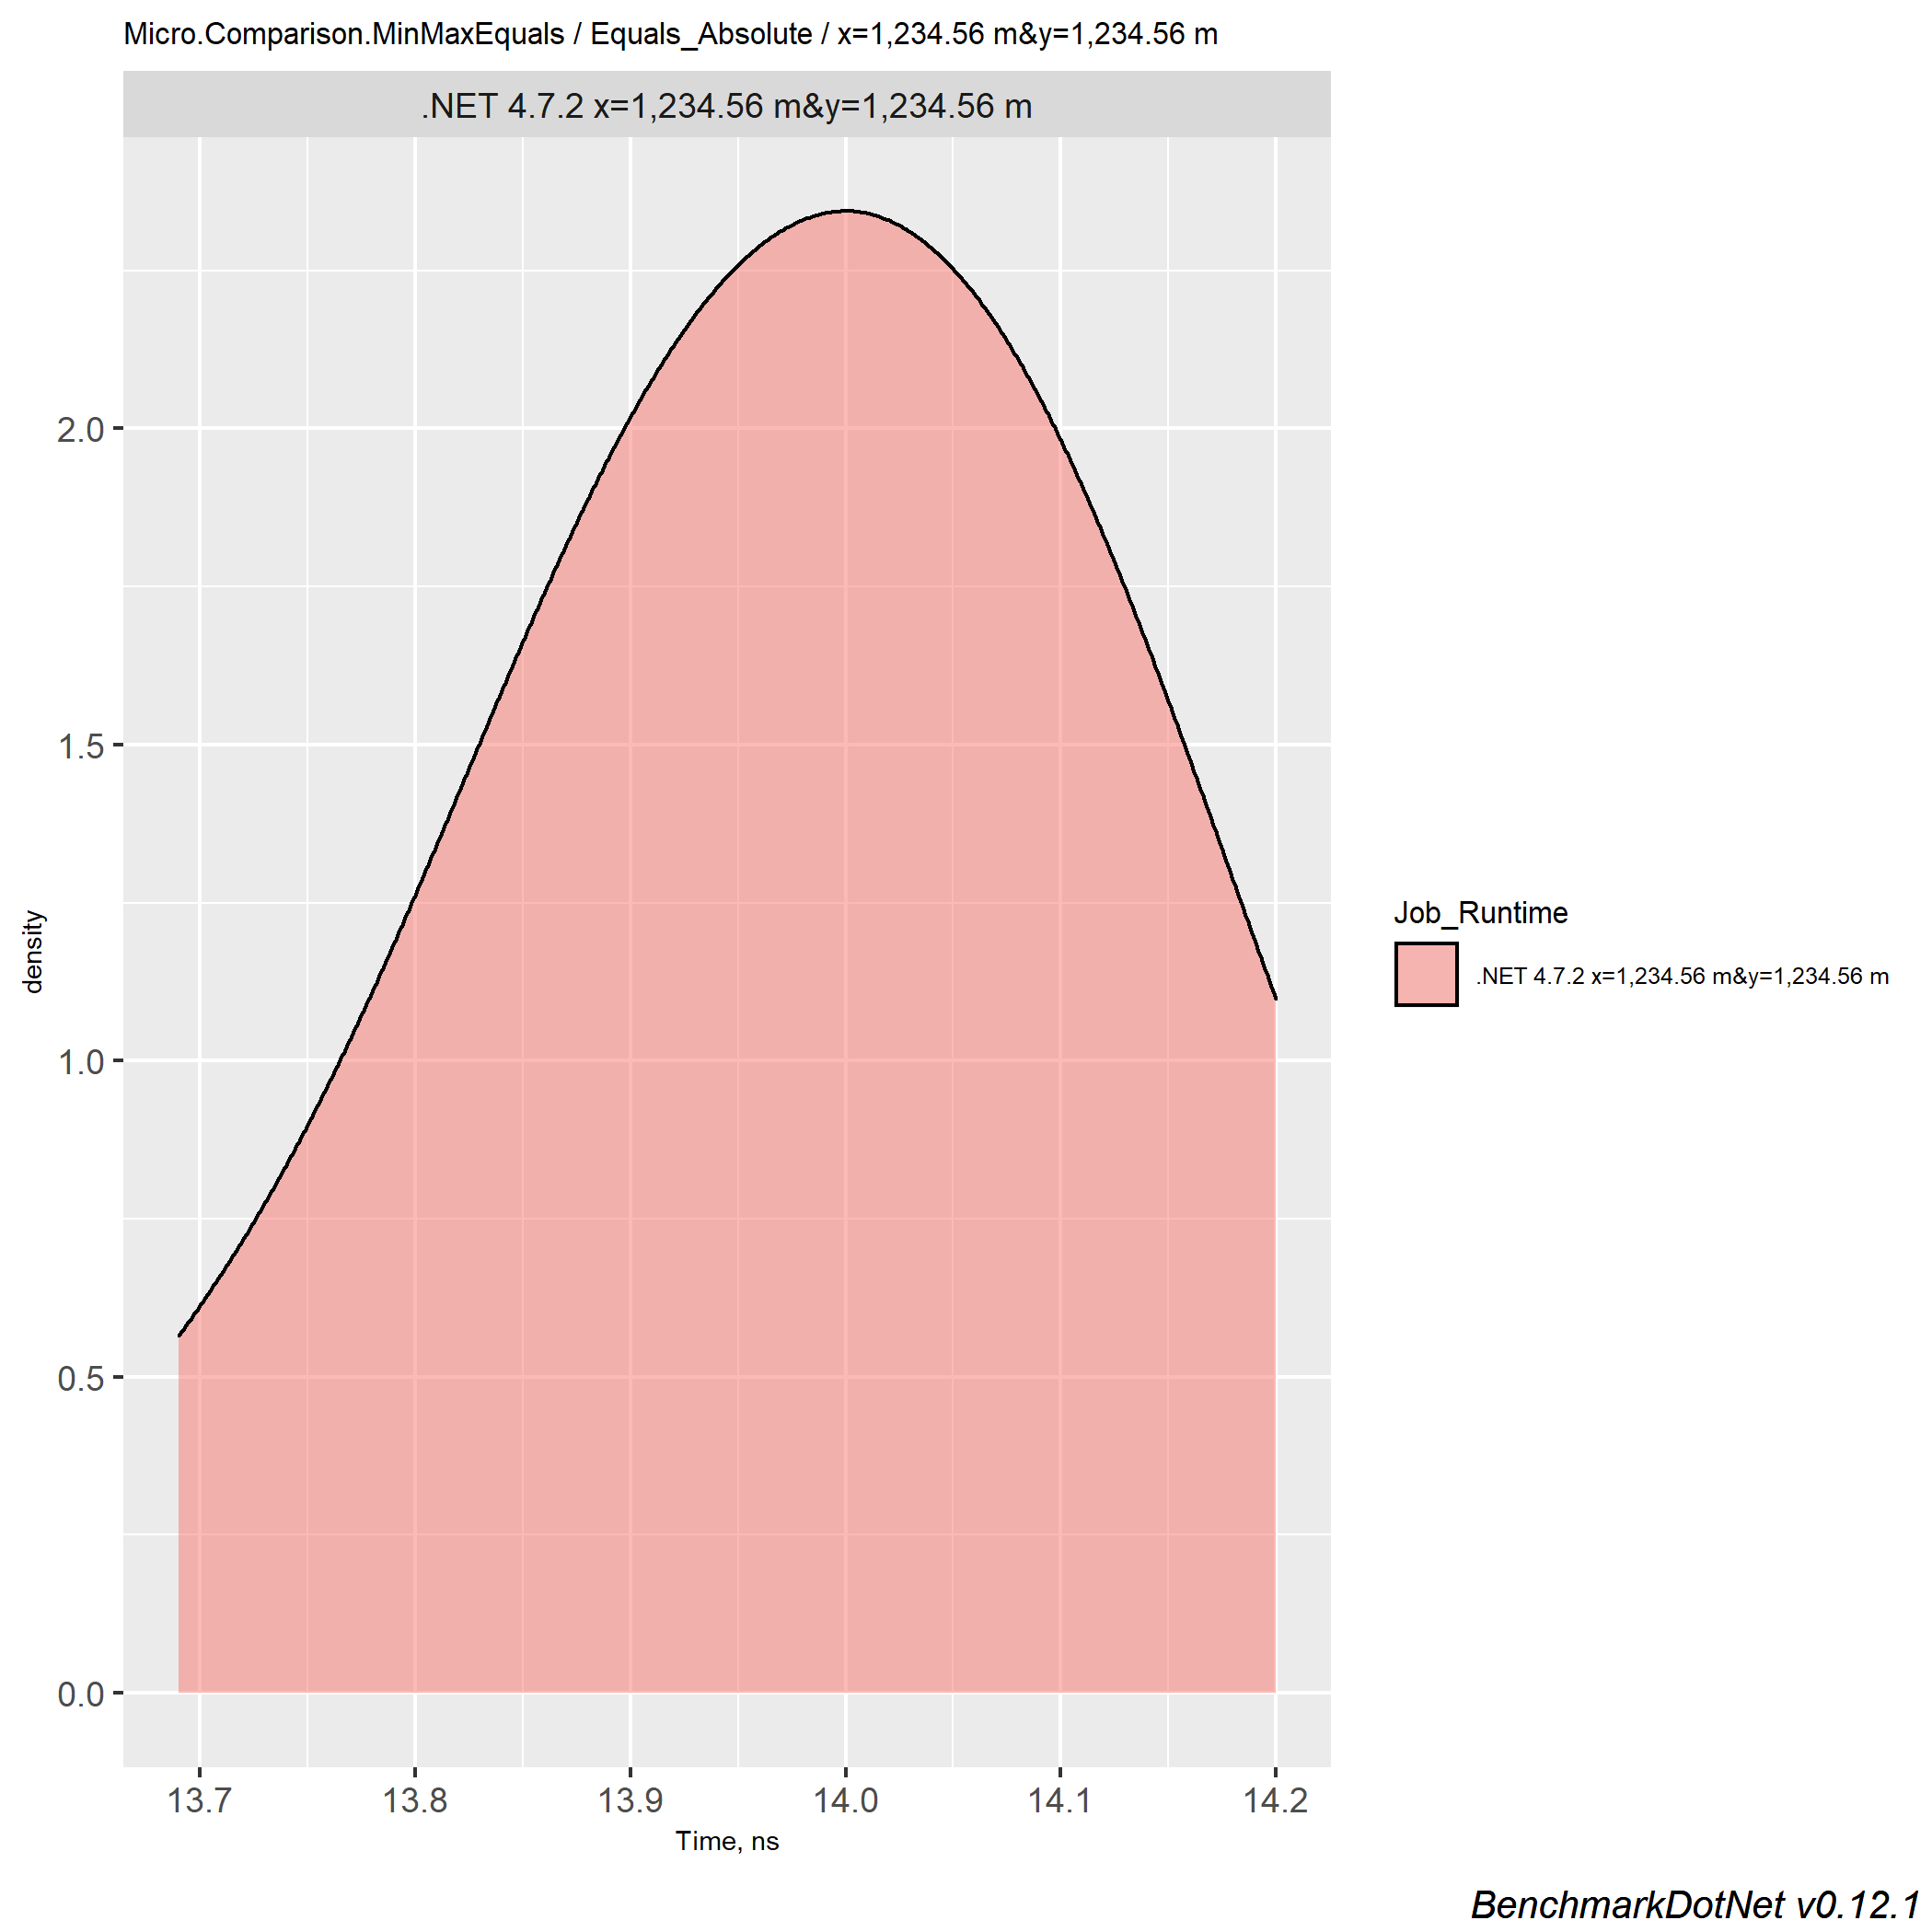 Micro.Comparison.MinMaxEquals / Equals_Absolute / x=1,234.56 m&y=1,234.56 m
.NET 4.7.2 x=1,234.56 m&y=1,234.56 m
2.0
1.5
1.0
0.5
0.0
density
13.7 13.8 13.9 14.0 14.1 14.2
Time, ns
Job_Runtime
.NET 4.7.2 x=1,234.56 m&y=1,234.56 m
BenchmarkDotNet v0.12.1